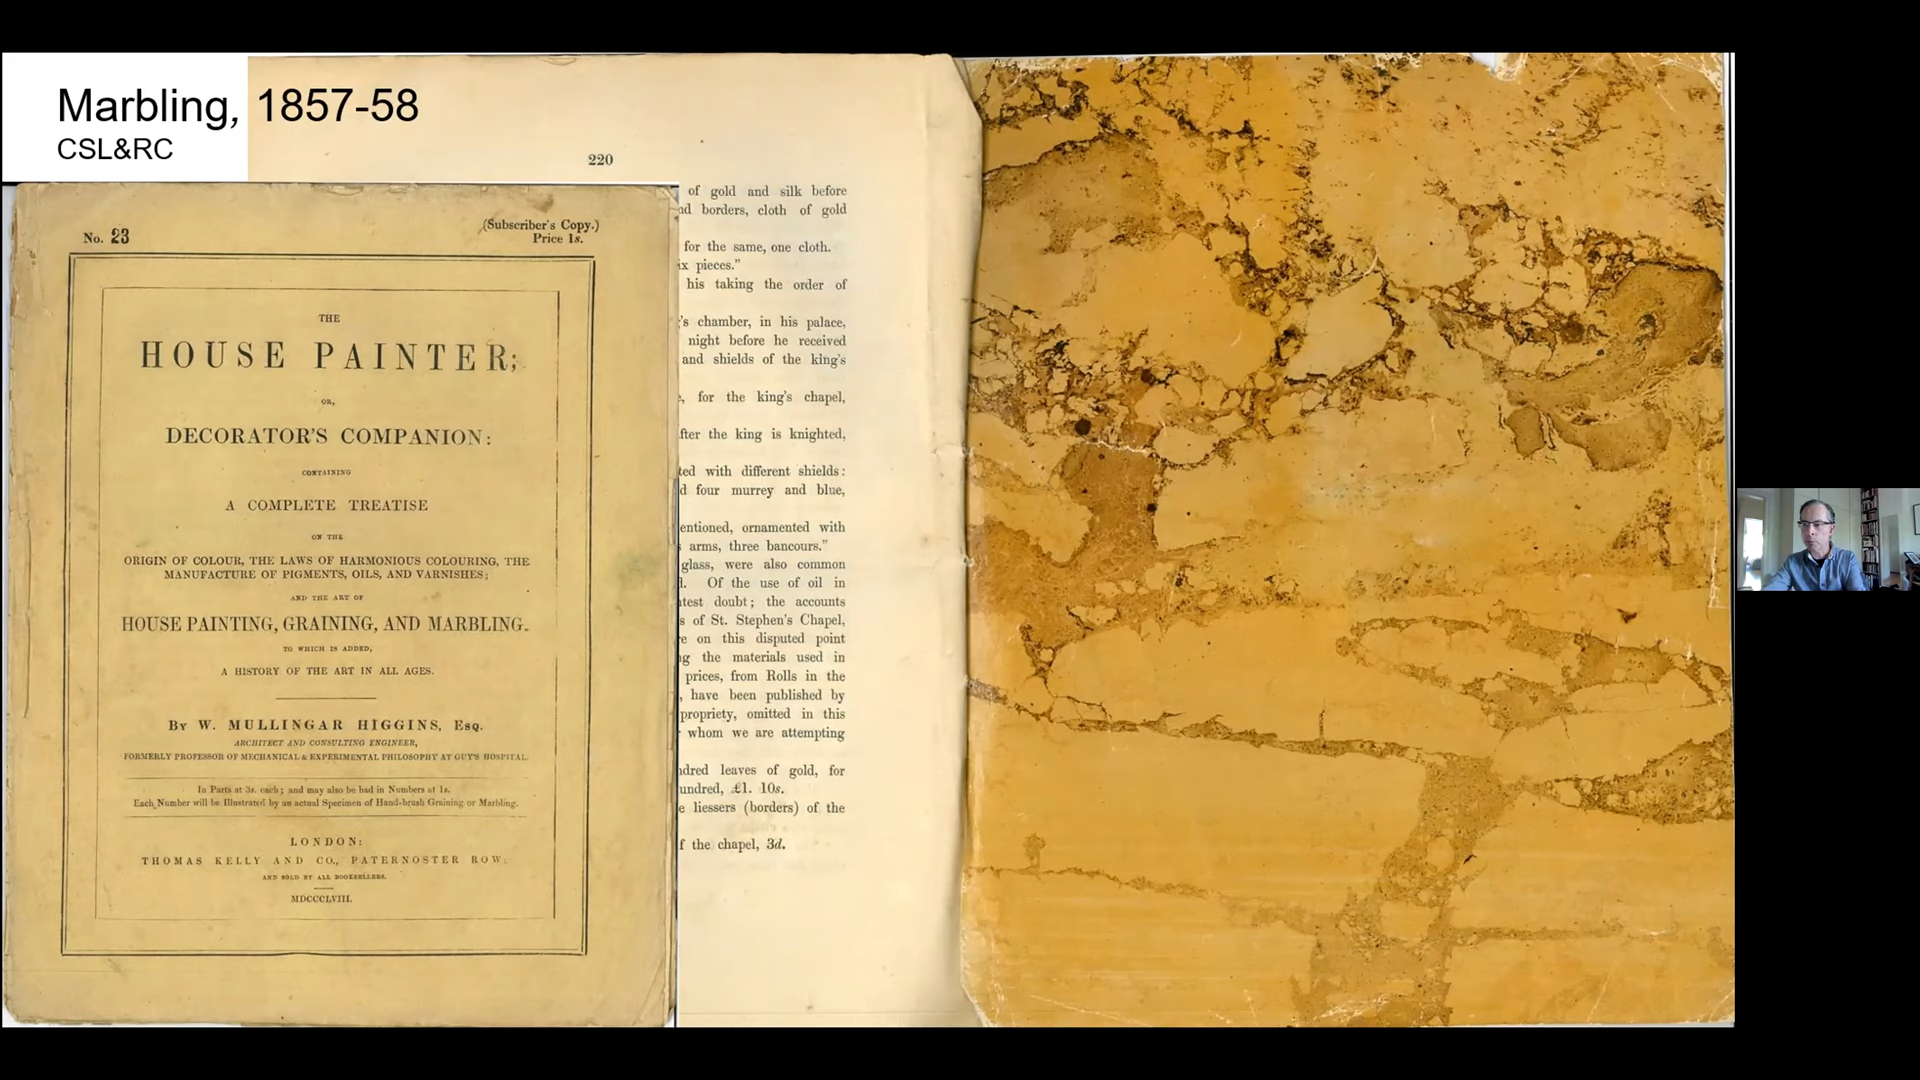 Marbling, 1857-58
CSL&RC
No. 23
(Subscriber's Copy.)
Price 1s.
THE
HOUSE PAINTER;
OR,
DECORATOR'S COMPANION:
CONTAINING
A COMPLETE TREATISE
ON THE
ORIGIN OF COLOUR, THE LAWS OF HARMONIOUS COLOURING, THE
MANUFACTURE OF PIGMENTS, OILS, AND VARNISHES;
AND THE ART OF
HOUSE PAINTING, GRAINING, AND MARBLING.
TO WHICH IS ADDED,
A HISTORY OF THE ART IN ALL AGES.
BY W. MULLINGAR HIGGINS, ESQ.
ARCHITECT AND CONSULTING ENGINEER,
FORMERLY PROFESSOR OF MECHANICAL & EXPERIMENTAL PHILOSOPHY AT GUY'S HOSPITAL.
In Parts at 3s. each; and may also be had in Numbers at 1s.
Each Number will be Illustrated by an actual Specimen of Hand-brush Graining or Marbling.
LONDON:
THOMAS KELLY AND CO., PATERNOSTER ROW;
AND SOLD BY ALL BOOKSELLERS.
MDCCCLVIII.
220
of gold and silk before
borders, cloth of gold
for the same, one cloth.
pieces."
his taking the order of
's chamber, in his palace,
night before he received
and shields of the king's
, for the king's chapel,
the king is knighted,
with different shields:
four murrey and blue,
ornamented with
arms, three bancours."
glass, were also common
Of the use of oil in
doubt; the accounts
of St. Stephen's Chapel,
on this disputed point
the materials used in
prices, from Rolls in the
, have been published by
propriety, omitted in this
whom we are attempting
leaves of gold, for
£1. 10s.
liessers (borders) of the
the chapel, 3d.